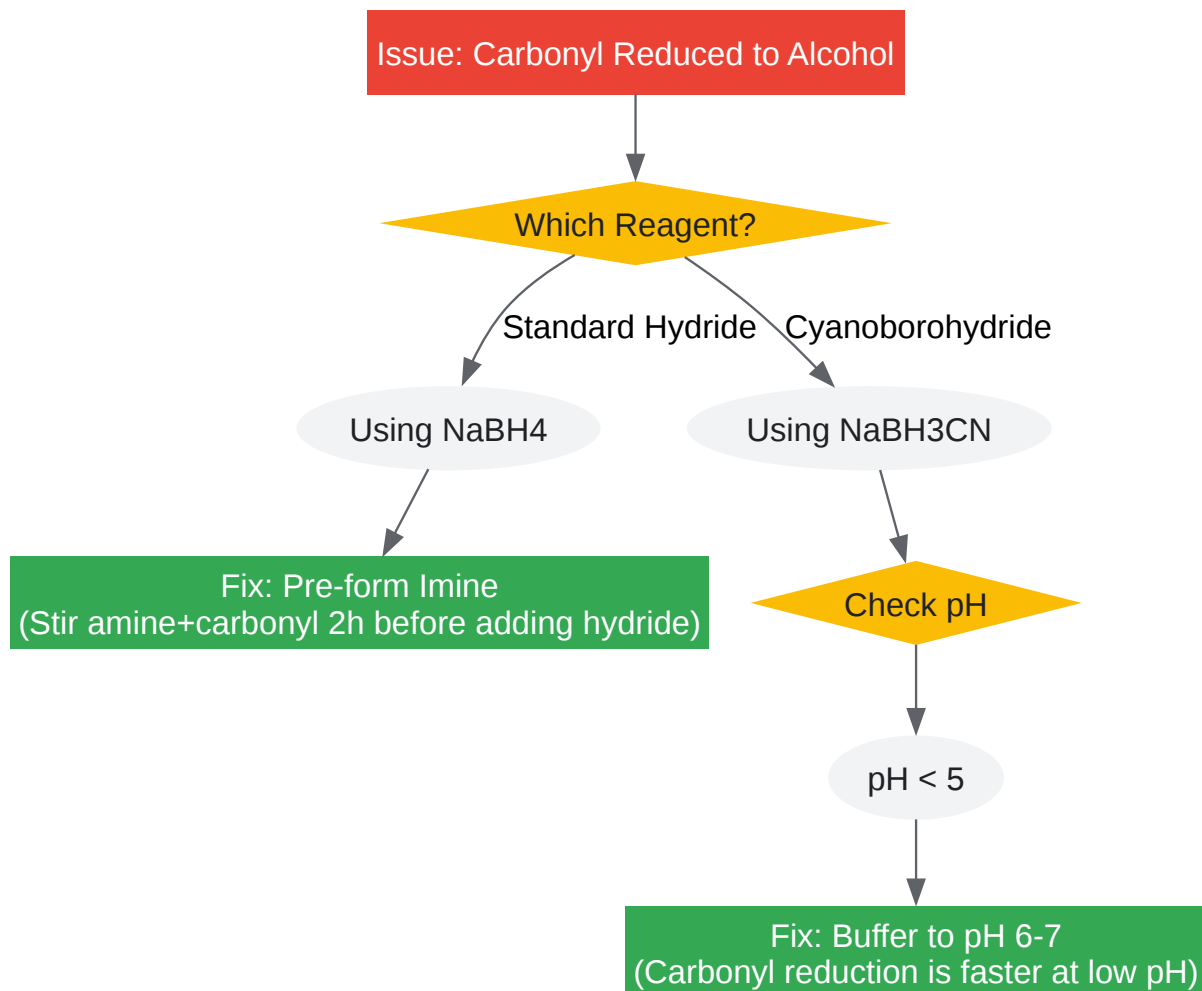 Issue: Carbonyl Reduced to Alcohol
Which Reagent?
Standard Hydride
Cyanoborohydride
Using NaBH4
Using NaBH3CN
Fix: Pre-form Imine
(Stir amine+carbonyl 2h before adding hydride)
Check pH
pH < 5
Fix: Buffer to pH 6-7
(Carbonyl reduction is faster at low pH)